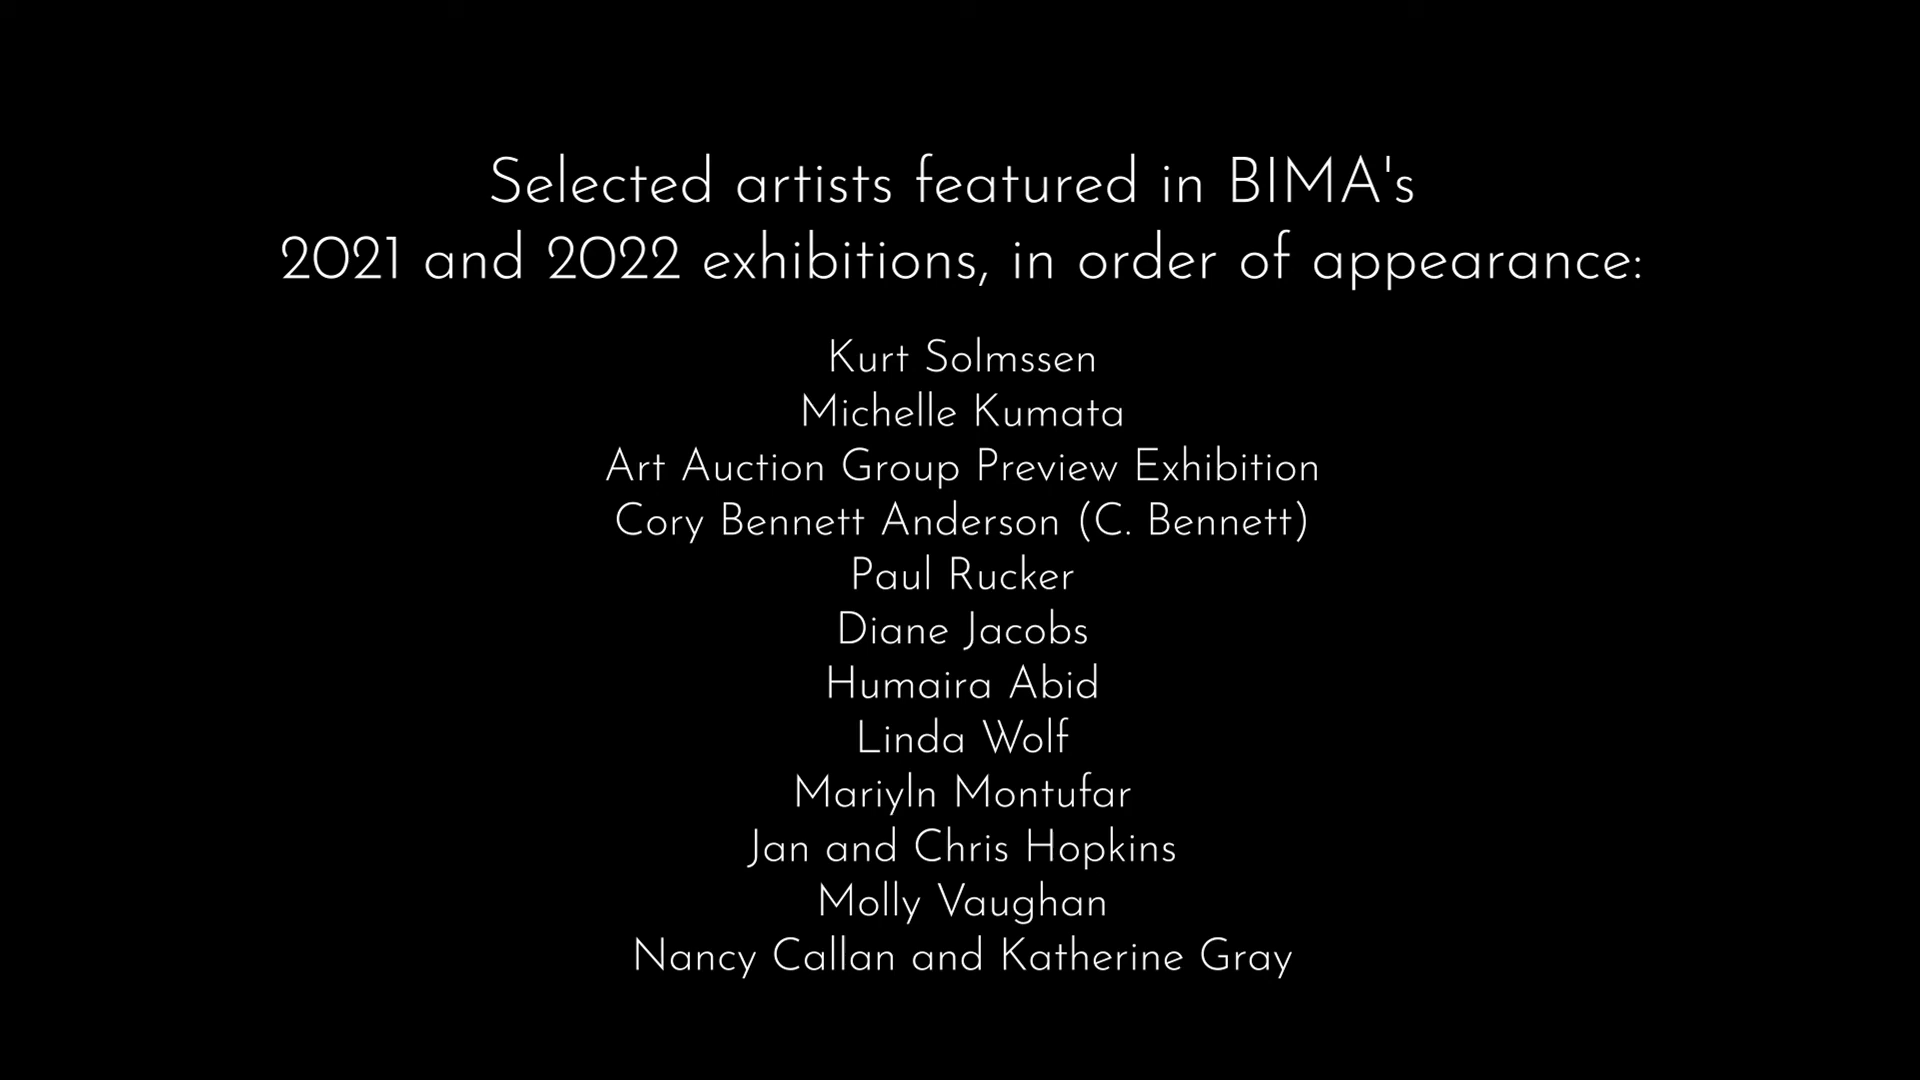 Selected artists featured in BIMA's
2021 and 2022 exhibitions, in order of appearance:
Kurt Solmssen
Michelle Kumata
Art Auction Group Preview Exhibition
Cory Bennett Anderson (C. Bennett)
Paul Rucker
Diane Jacobs
Humaira Abid
Linda Wolf
Mariyln Montufar
Jan and Chris Hopkins
Molly Vaughan
Nancy Callan and Katherine Gray